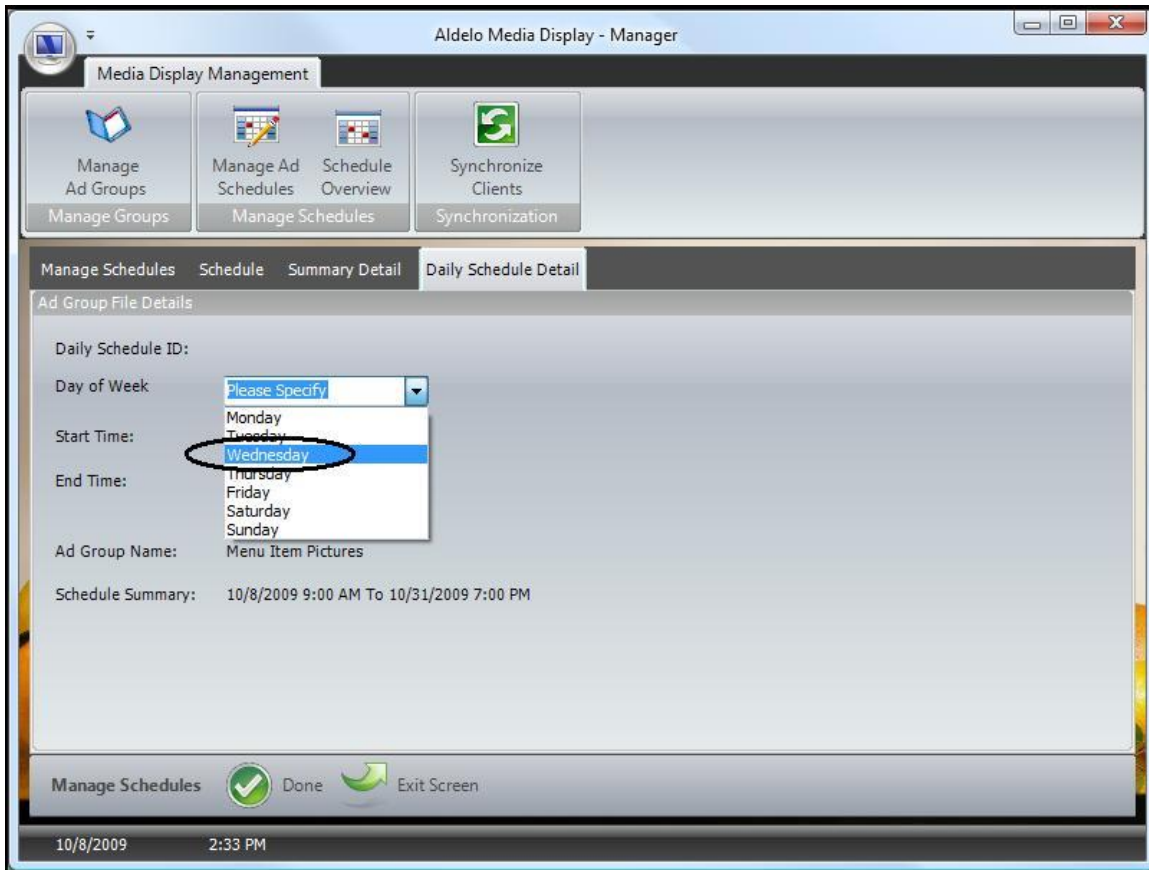 Aldelo Media Display - Manager
Media Display Management
Manage Ad Groups
Manage Ad Schedules
Schedule Overview
Synchronize Clients
Manage Groups
Manage Schedules
Synchronization
Manage Schedules Schedule Summary Detail Daily Schedule Detail
Ad Group File Details
Daily Schedule ID:
Day of Week Please Specify
Monday
Start Time:
Tuesday
Wednesday
End Time:
Thursday
Friday
Saturday
Sunday
Ad Group Name: Menu Item Pictures
Schedule Summary: 10/8/2009 9:00 AM To 10/31/2009 7:00 PM
Manage Schedules Done Exit Screen
10/8/2009 2:33 PM